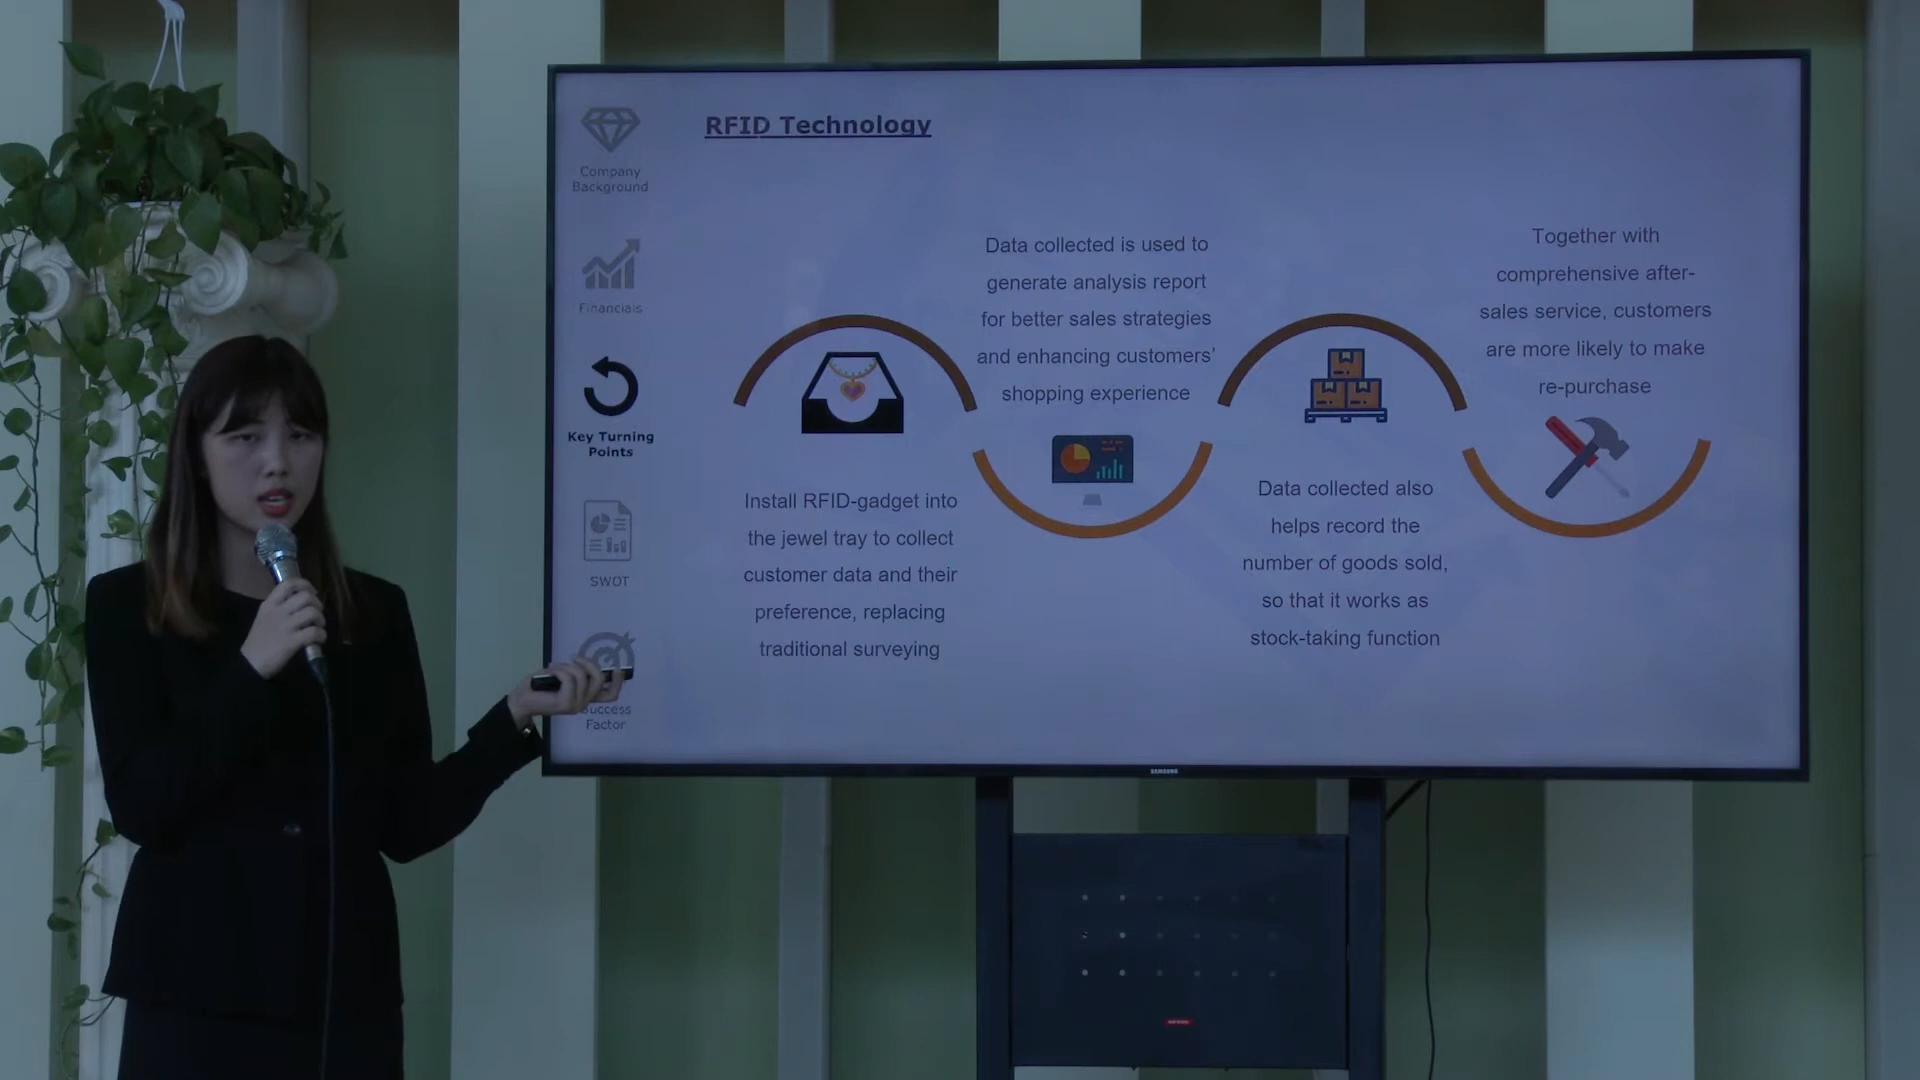 RFID Technology
Company
Background
Financials
Key Turning
Points
SWOT
Success
Factor
Install RFID-gadget into
the jewel tray to collect
customer data and their
preference, replacing
traditional surveying
Data collected is used to
generate analysis report
for better sales strategies
and enhancing customers'
shopping experience
Data collected also
helps record the
number of goods sold,
so that it works as
stock-taking function
Together with
comprehensive after-
sales service, customers
are more likely to make
re-purchase
SAMSUNG